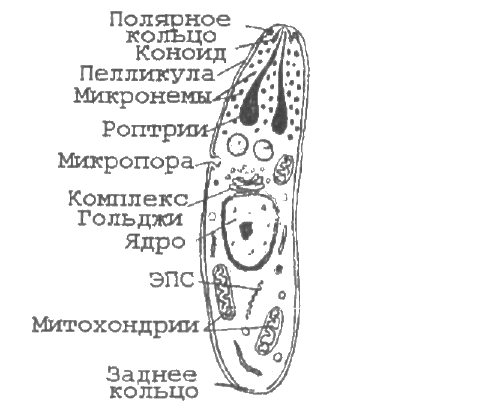 Полярное
кольцо
Коноид
Пелликула
Микронемы
Роптрии
Микропора
Комплекс
Гольджи
Ядро
ЭПС
Митохондрии
Заднее
кольцо